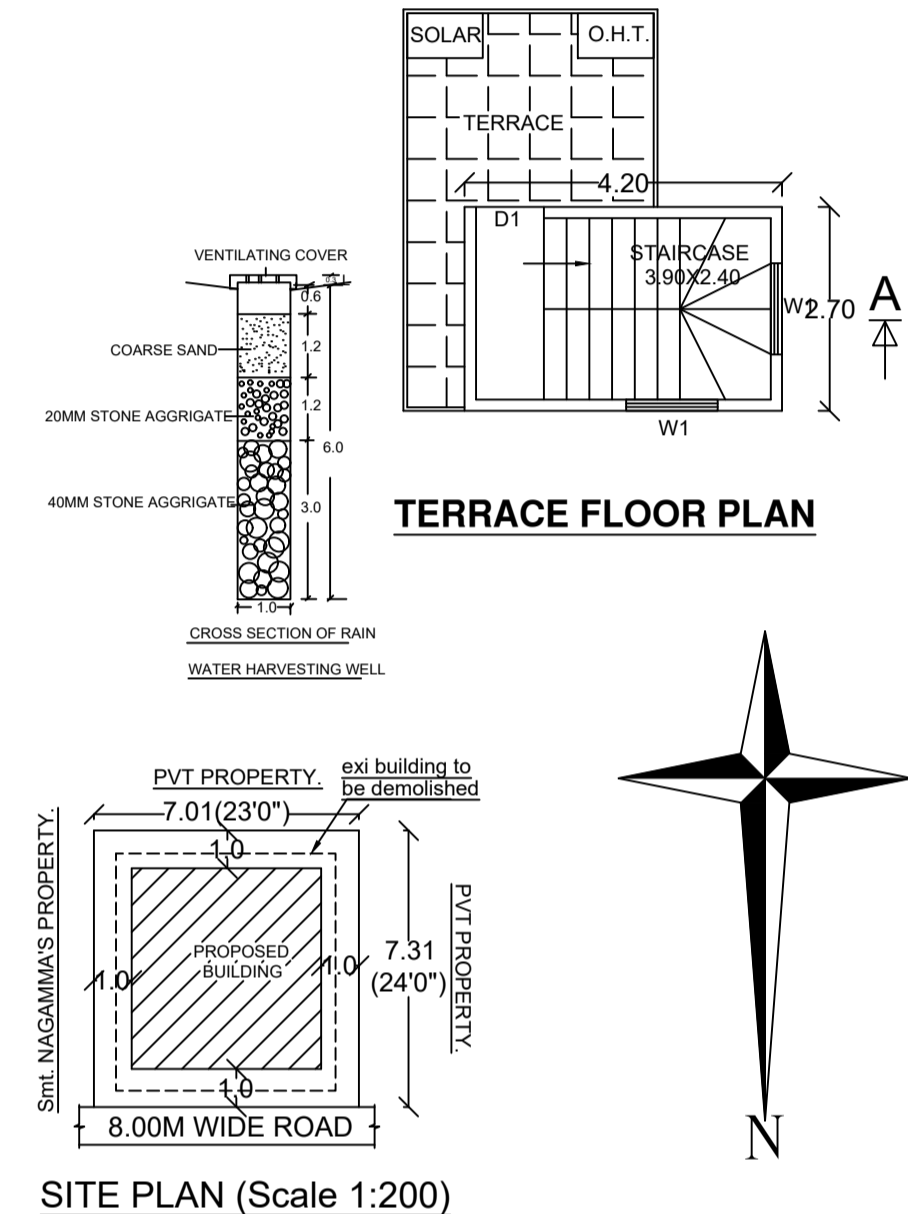 SOLAR
O.H.T.
TERRACE
4.20
D1
STAIRCASE
3.90X2.40
W1
2.70
A
W1
TERRACE FLOOR PLAN
VENTILATING COVER
0.6
COARSE SAND
1.2
20MM STONE AGGRIGATE
1.2
6.0
40MM STONE AGGRIGATE
3.0
1.0
CROSS SECTION OF RAIN
WATER HARVESTING WELL
PVT PROPERTY.
exi building to
be demolished
7.01(23'0")
1.0
Smt. NAGAMMA'S PROPERTY.
PROPOSED
BUILDING
1.0
1.0
7.31
(24'0")
PVT PROPERTY.
1.0
8.00M WIDE ROAD
SITE PLAN (Scale 1:200)
N